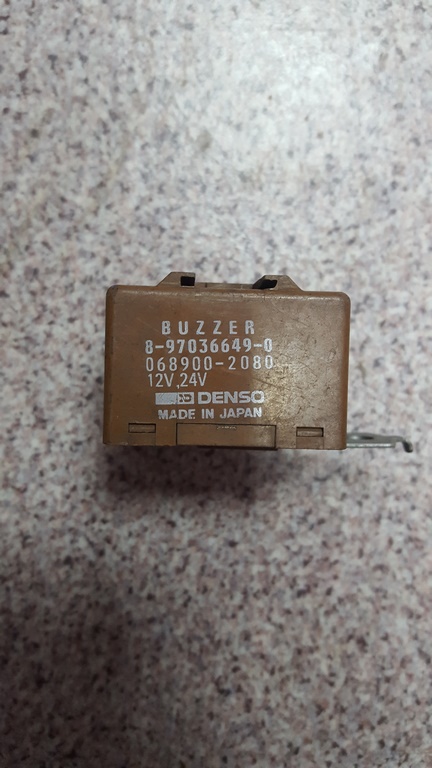 BUZZER
8-97036649-0
068900-2080
12V,24V
DENSO
MADE IN JAPAN